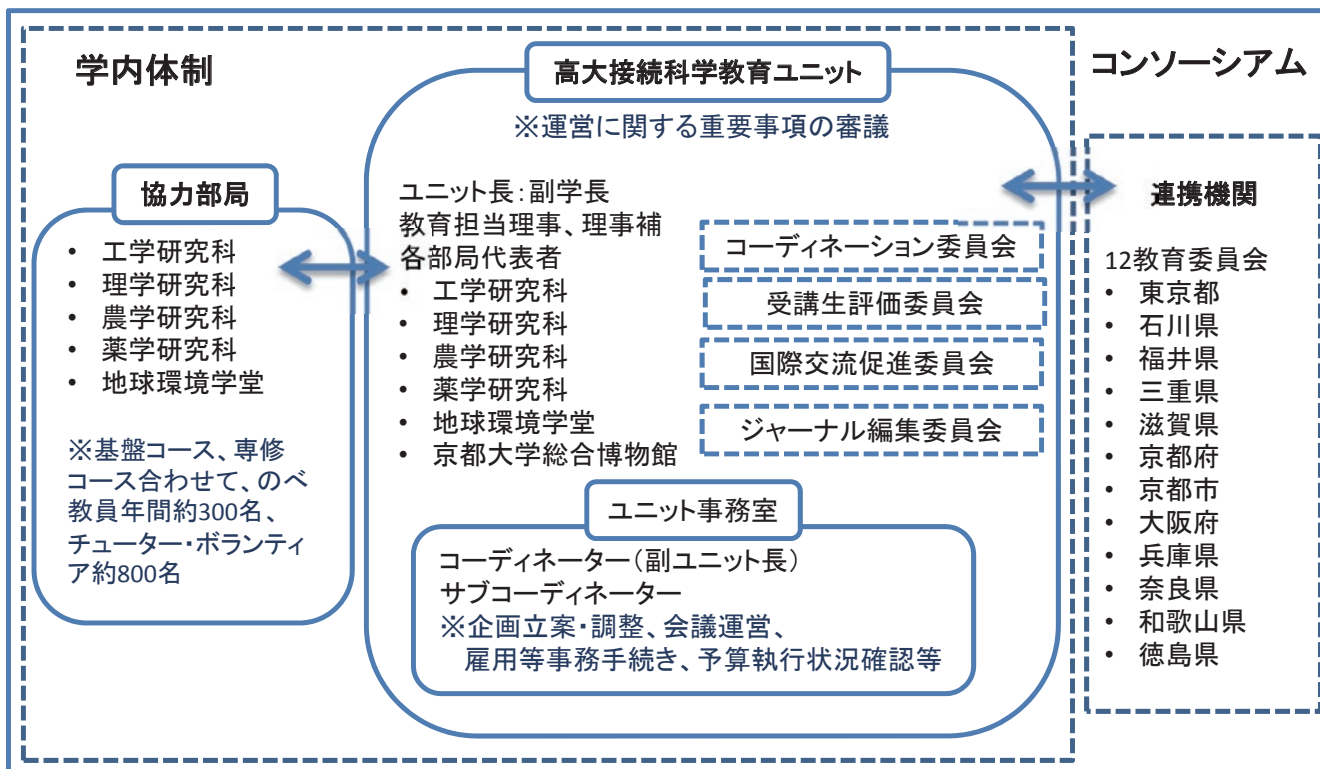 学内体制
協力部局
• 工学研究科
• 理学研究科
• 農学研究科
• 薬学研究科
• 地球環境学堂
※基盤コース、専修
コース合わせて、のべ
教員年間約300名、
チューター・ボランティ
ア約800名
高大接続科学教育ユニット
※運営に関する重要事項の審議
ユニット長：副学長
教育担当理事、理事補
各部局代表者
• 工学研究科
• 理学研究科
• 農学研究科
• 薬学研究科
• 地球環境学堂
• 京都大学総合博物館
コーディネーション委員会
受講生評価委員会
国際交流促進委員会
ジャーナル編集委員会
ユニット事務室
コーディネーター（副ユニット長）
サブコーディネーター
※企画立案・調整、会議運営、
雇用等事務手続き、予算執行状況確認等
コンソーシアム
連携機関
12教育委員会
• 東京都
• 石川県
• 福井県
• 三重県
• 滋賀県
• 京都府
• 京都市
• 大阪府
• 兵庫県
• 奈良県
• 和歌山県
• 徳島県